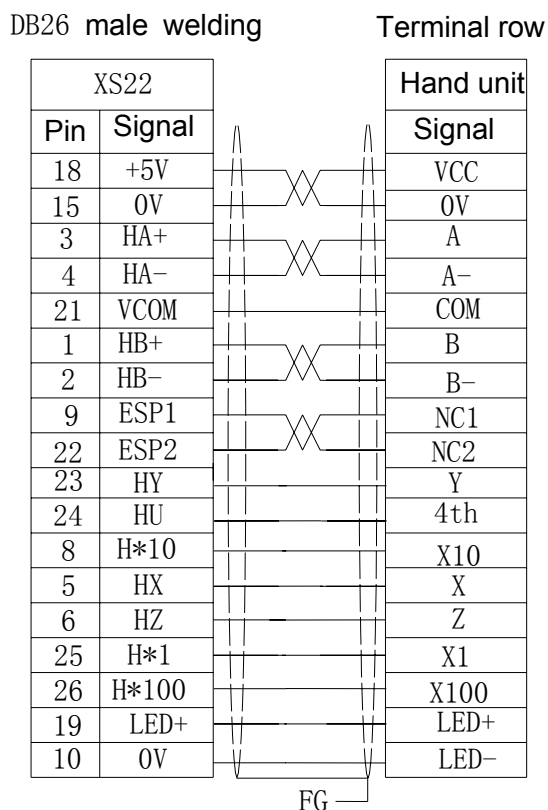 DB26 male welding Terminal row
XS22 Hand unit
Pin Signal Signal
18 +5V VCC
15 0V 0V
3 HA+ A
4 HA- A-
21 VCOM COM
1 HB+ B
2 HB- B-
9 ESP1 NC1
22 ESP2 NC2
23 HY Y
24 HU 4th
8 H*10 X10
5 HX X
6 HZ Z
25 H*1 X1
26 H*100 X100
19 LED+ LED+
10 0V LED-
FG